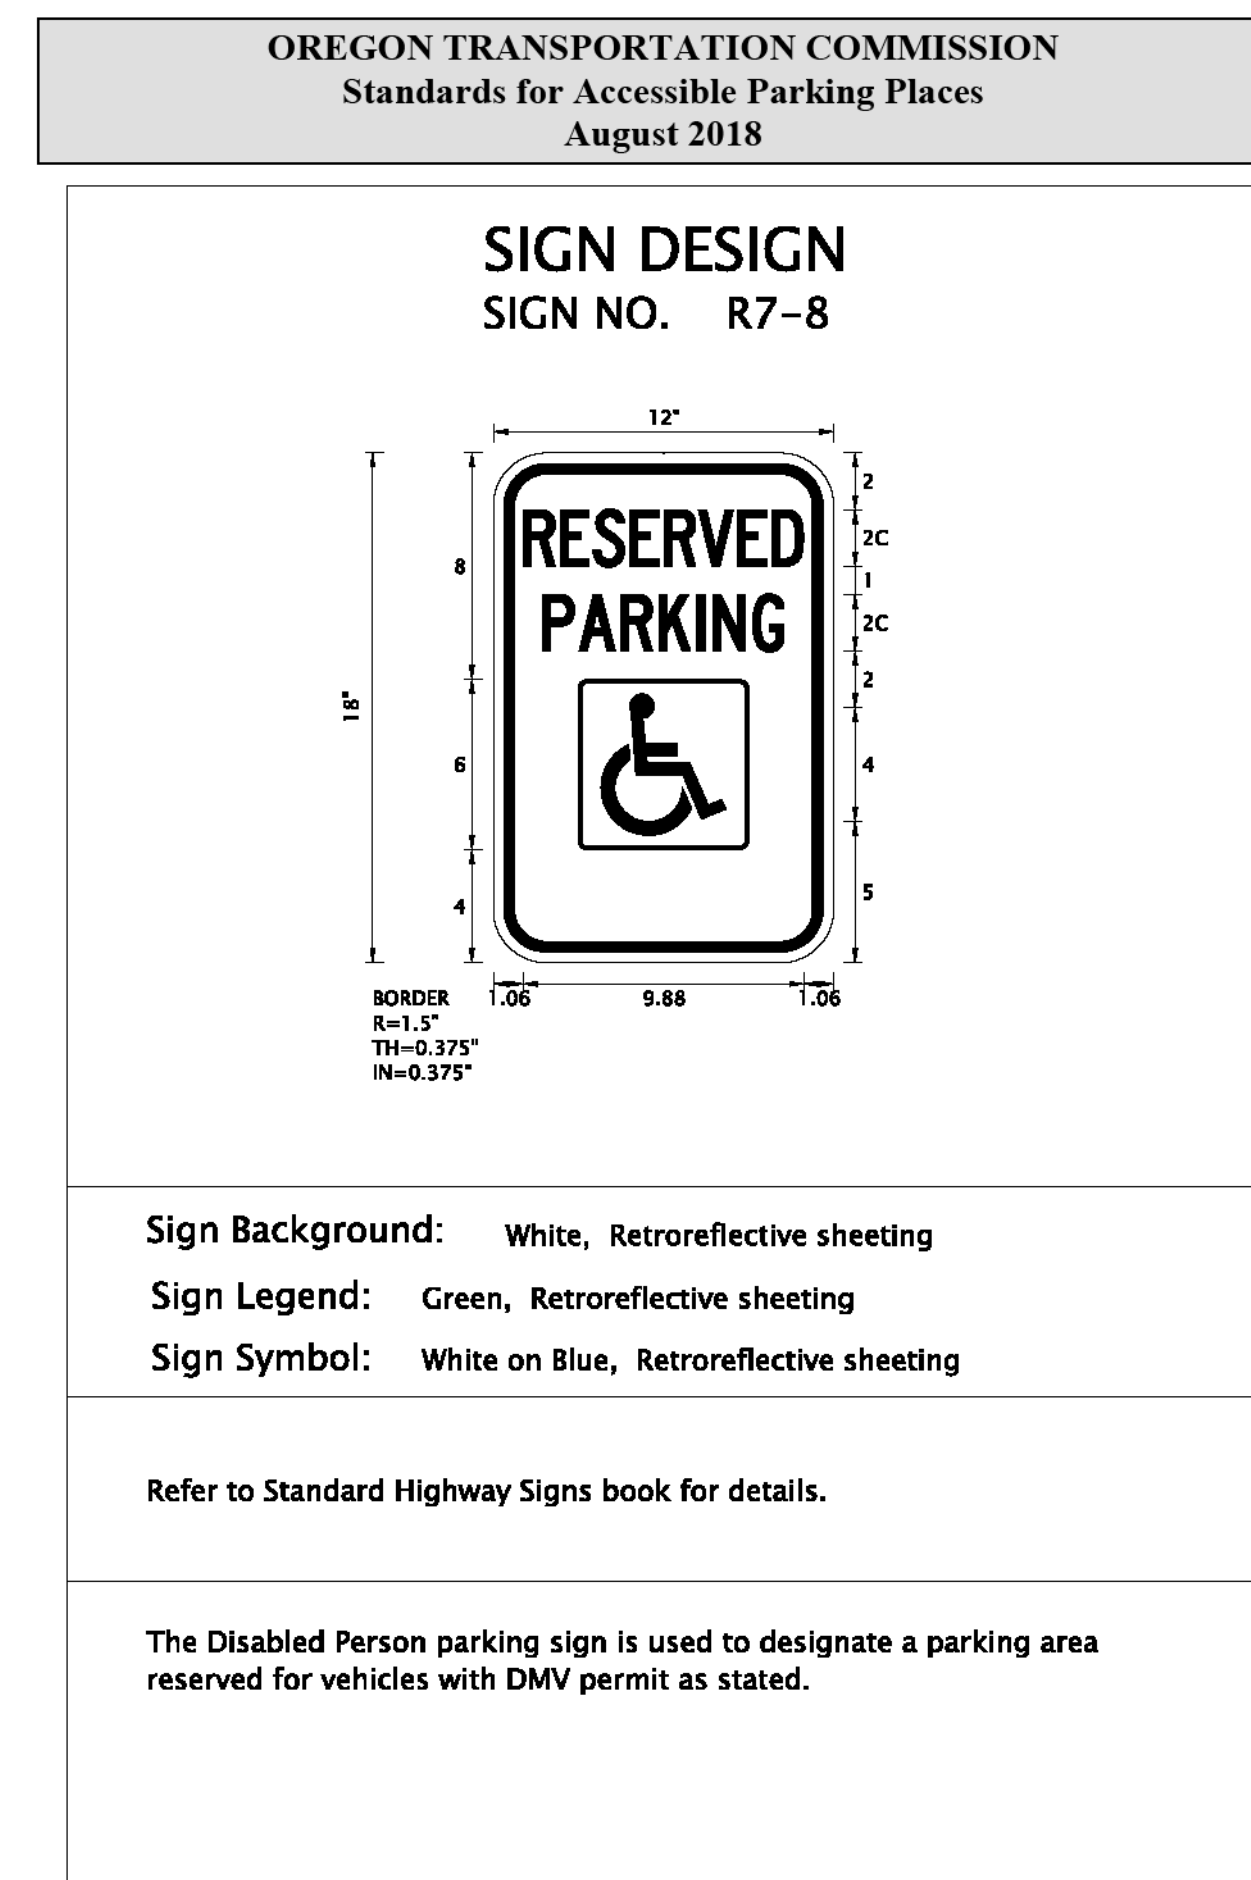 OREGON TRANSPORTATION COMMISSION
Standards for Accessible Parking Places
August 2018
SIGN DESIGN
SIGN NO. R7-8
12"
18"
8
6
4
RESERVED
PARKING
2
2C
1
2C
2
4
5
1.06 9.88 1.06
BORDER
R=1.5"
TH=0.375"
IN=0.375"
Sign Background: White, Retroreflective sheeting
Sign Legend: Green, Retroreflective sheeting
Sign Symbol: White on Blue, Retroreflective sheeting
Refer to Standard Highway Signs book for details.
The Disabled Person parking sign is used to designate a parking area
reserved for vehicles with DMV permit as stated.